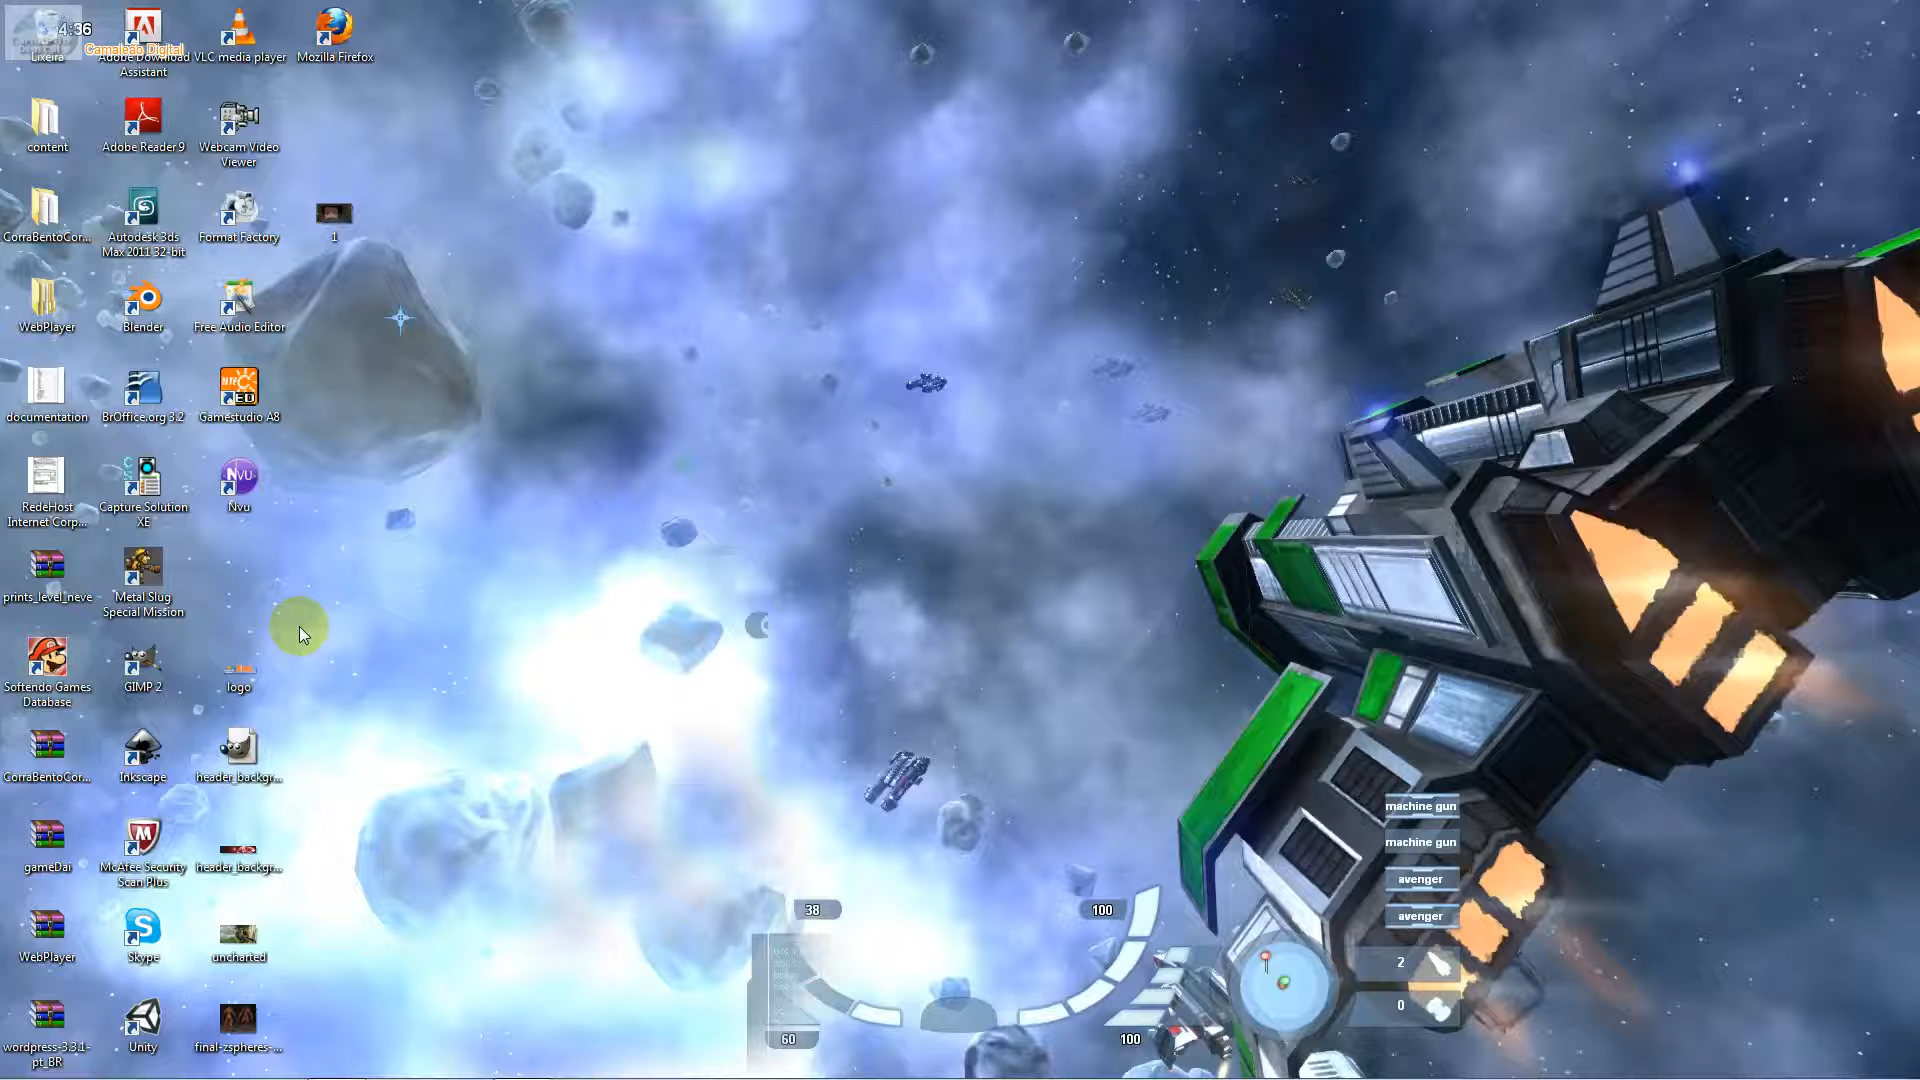 4:36
Camaleão Digital
Lixeira
Adobe Download
Assistant
VLC media player
Mozilla Firefox
content
Adobe Reader 9
Webcam Video
Viewer
CorraBentoCor...
Autodesk 3ds
Max 2011 32-bit
Format Factory
1
WebPlayer
Blender
Free Audio Editor
documentation
BrOffice.org 3.2
Gamestudio A8
RedeHost
Internet Corp...
Capture Solution
XE
NVU
Nvu
prints_level_neve
Metal Slug
Special Mission
Softendo Games
Database
GIMP 2
logo
CorraBentoCor...
Inkscape
header_backgr...
gameDai
McAfee Security
Scan Plus
header_backgr...
WebPlayer
Skype
uncharted
wordpress-3.3.1-
pt_BR
Unity
final-zspheres-...
machine gun
machine gun
avenger
avenger
38
100
2
0
60
100